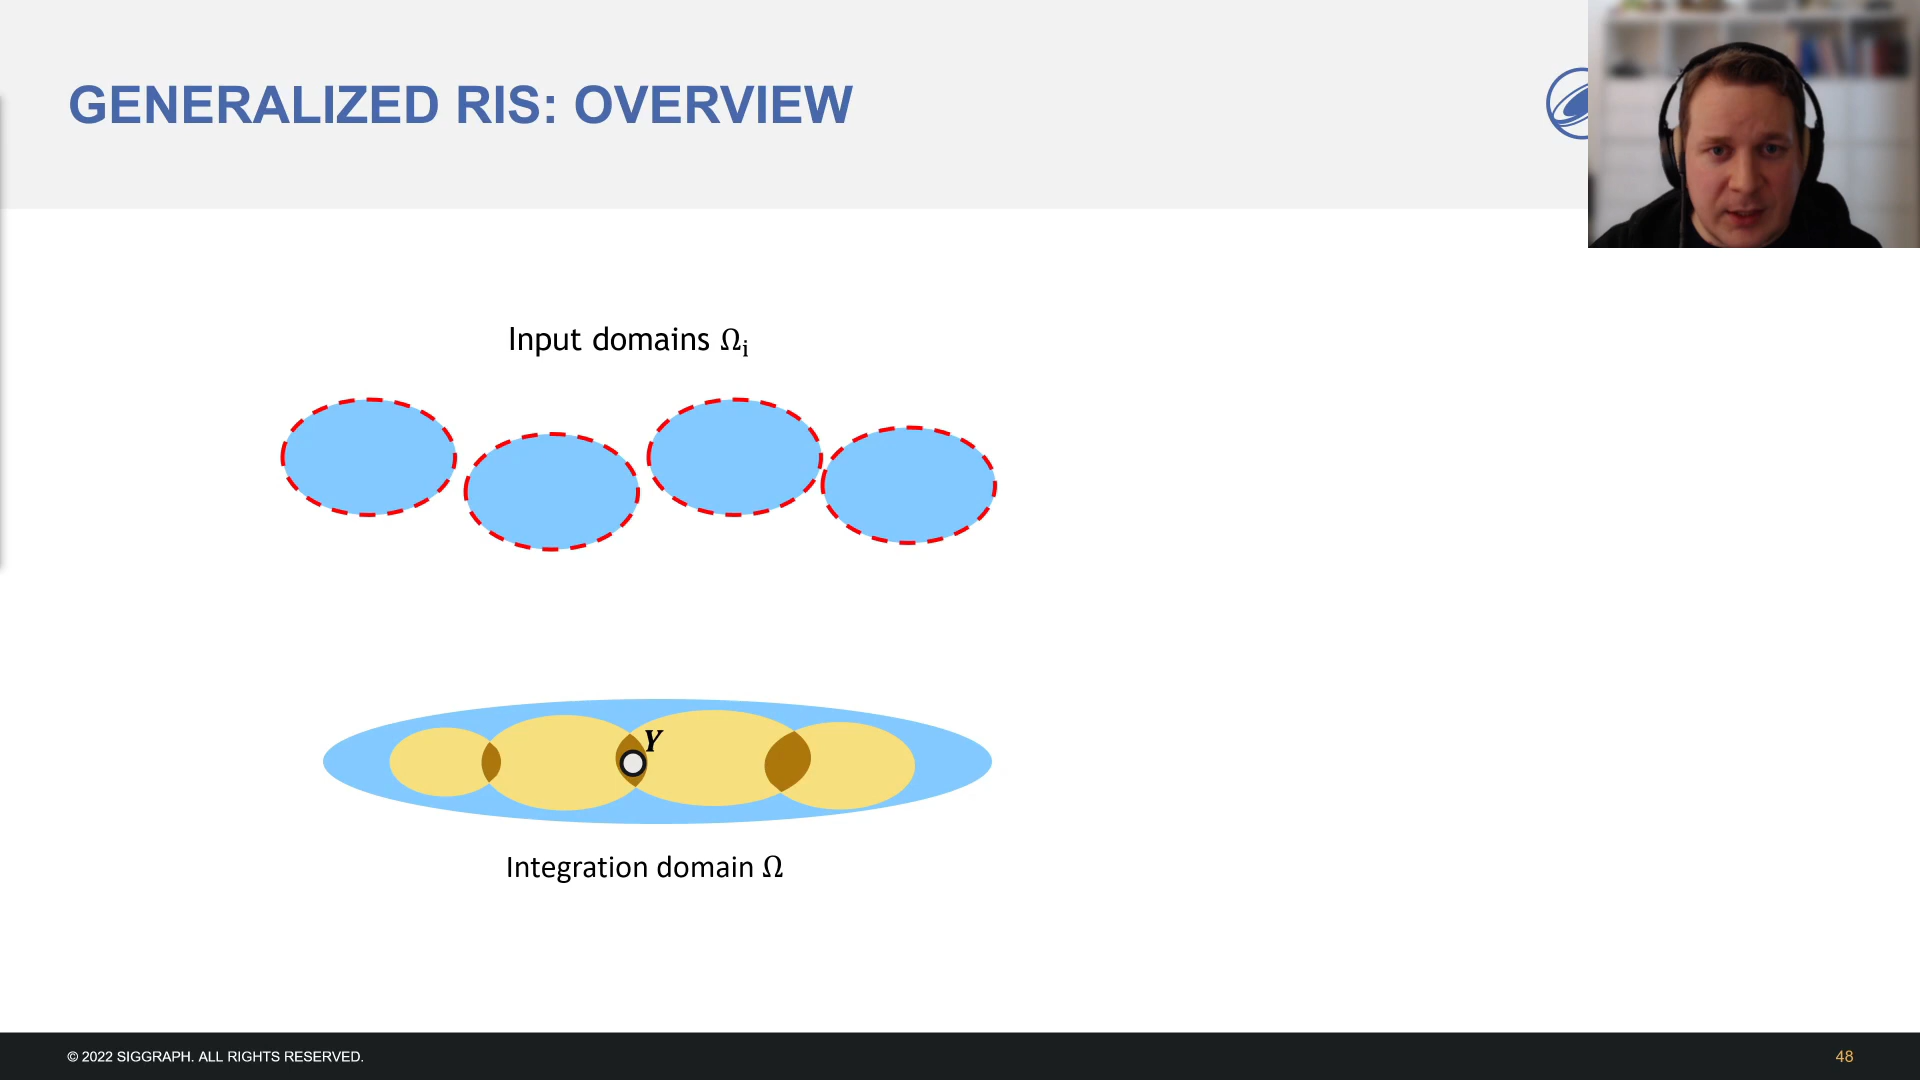 GENERALIZED RIS: OVERVIEW
Input domains Ωi
Y
Integration domain Ω
© 2022 SIGGRAPH. ALL RIGHTS RESERVED.
48